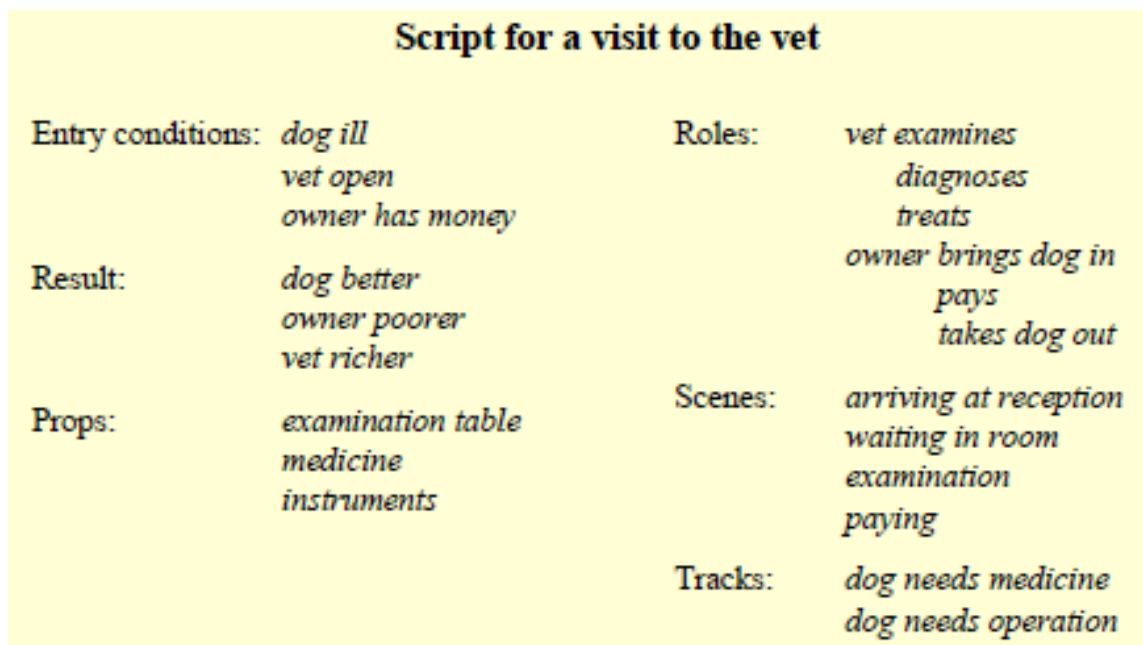 Script for a visit to the vet
Entry conditions: dog ill
vet open
owner has money
Result: dog better
owner poorer
vet richer
Props: examination table
medicine
instruments
Roles: vet examines
diagnoses
treats
owner brings dog in
pays
takes dog out
Scenes: arriving at reception
waiting in room
examination
paying
Tracks: dog needs medicine
dog needs operation